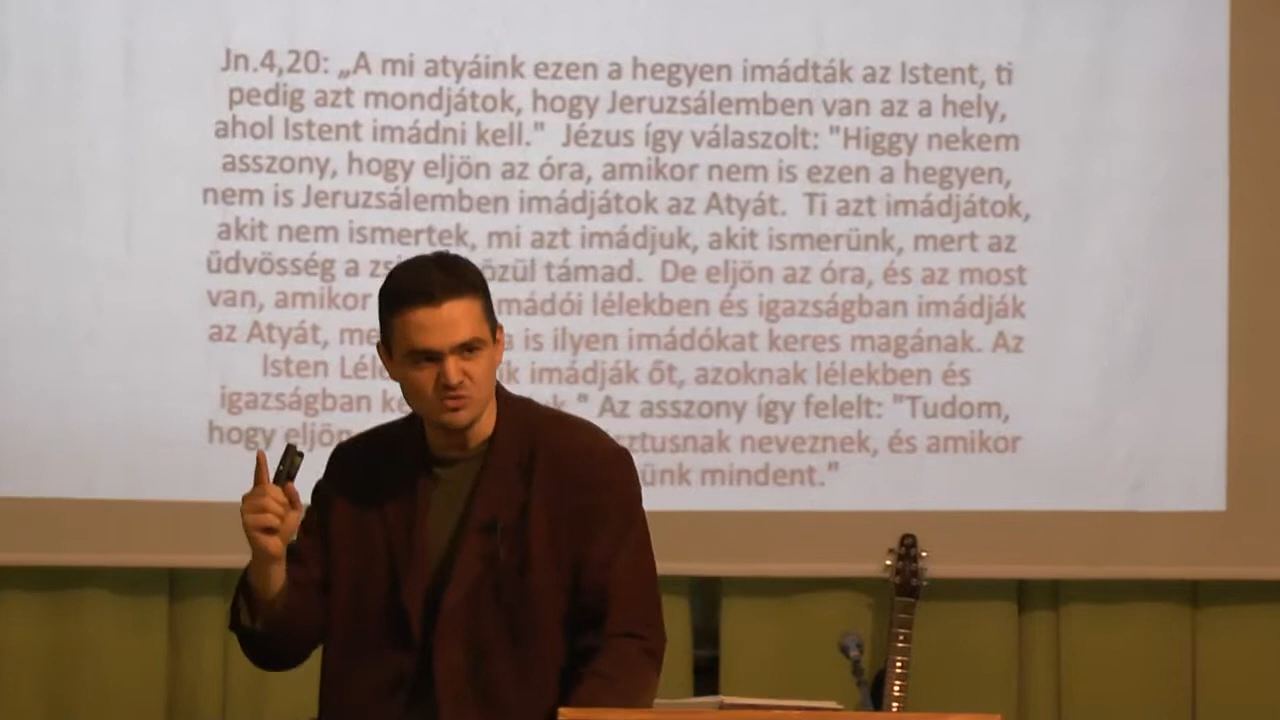 Jn.4,20: „A mi atyáink ezen a hegyen imádták az Istent, ti
pedig azt mondjátok, hogy Jeruzsálemben van az a hely,
ahol Istent imádni kell." Jézus így válaszolt: "Higgy nekem
asszony, hogy eljön az óra, amikor nem is ezen a hegyen,
nem is Jeruzsálemben imádjátok az Atyát. Ti azt imádjátok,
akit nem ismertek, mi azt imádjuk, akit ismerünk, mert az
üdvösség a támad. De eljön az óra, és az most
van, amikor imádói lélekben és igazságban imádják
az Atyát, is ilyen imádókat keres magának. Az
Isten imádják őt, azoknak lélekben és
igazságban Az asszony így felelt: "Tudom,
hogy eljön neveznek, és amikor
mindent."